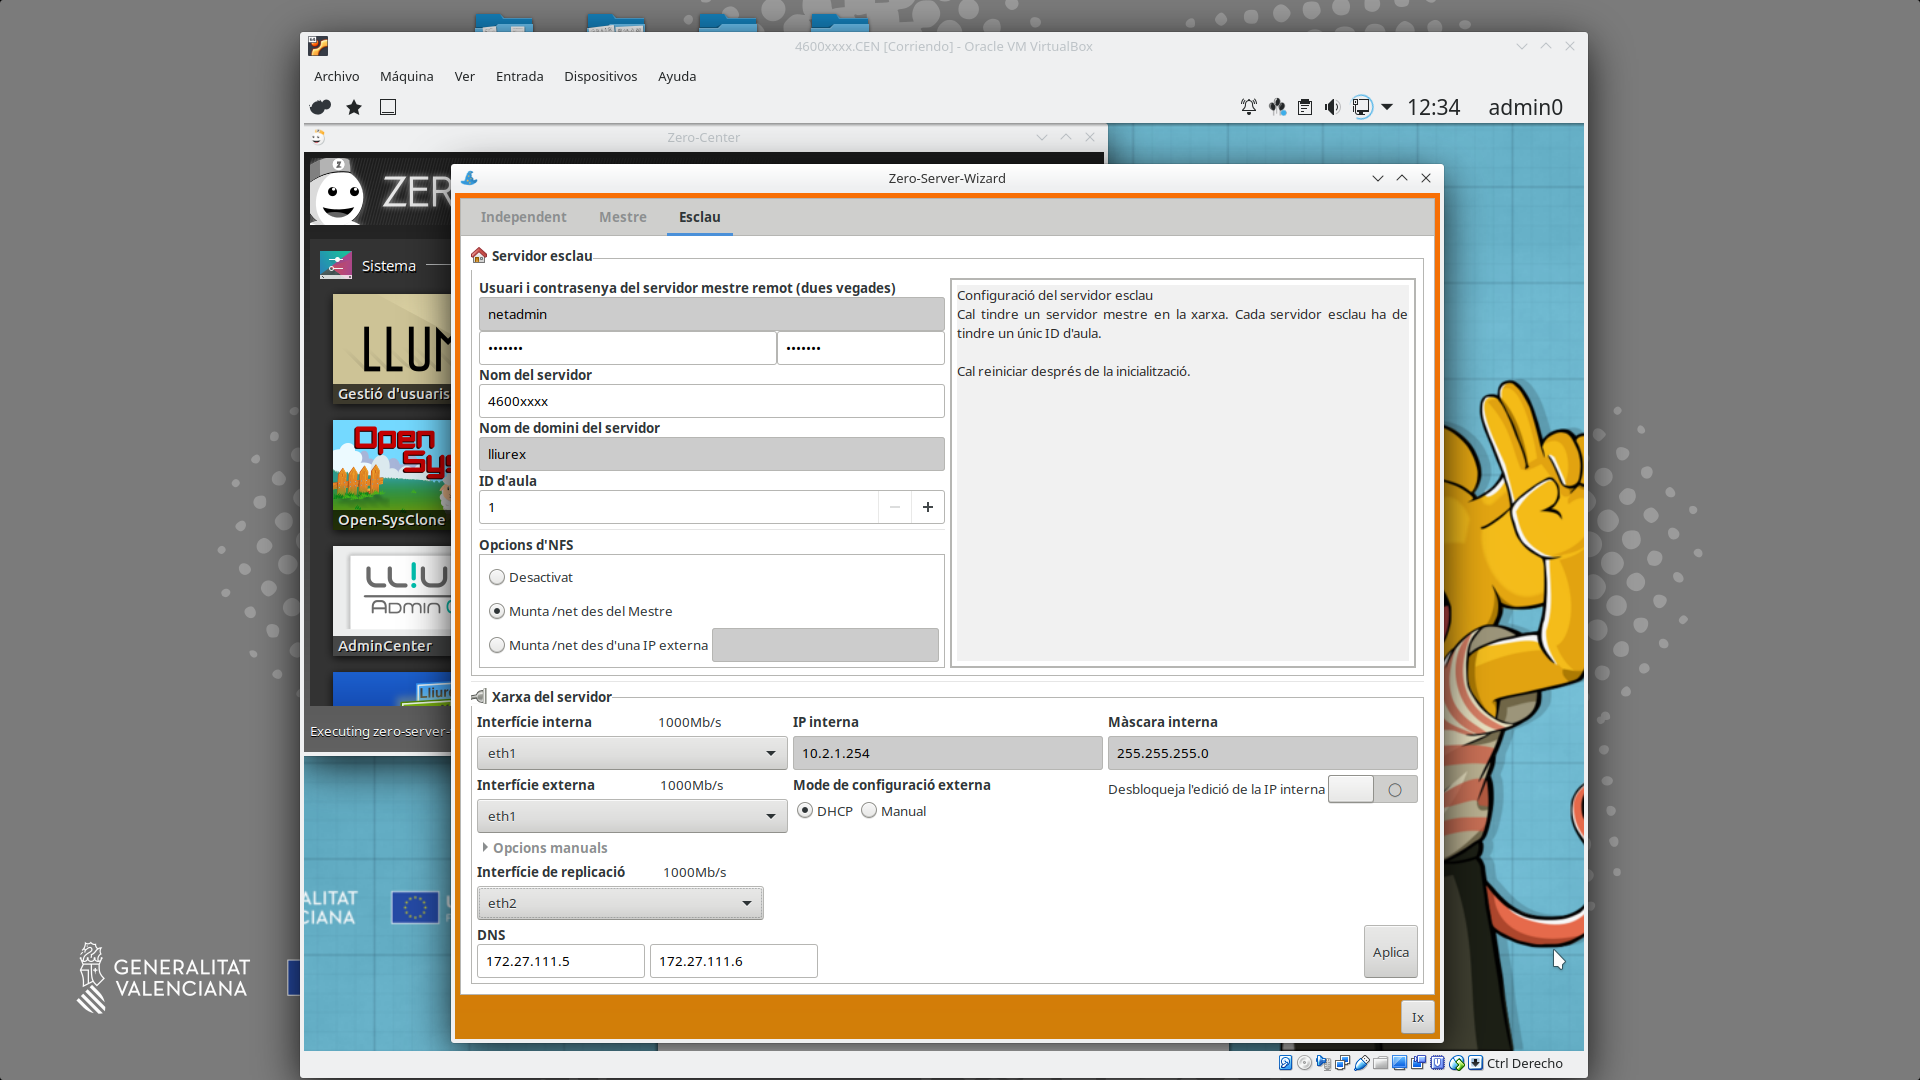 4600xxxx.CEN [Corriendo] - Oracle VM VirtualBox
Archivo Máquina Ver Entrada Dispositivos Ayuda
12:34 admin0
Zero-Center
ZER
Sistema
LLUM
Gestió d'usuaris
Open
Sys
Open-SysClone
LL!U
Admin
AdminCenter
Lliure
Executing zero-server-
Zero-Server-Wizard
Independent Mestre Esclau
Servidor esclau
Usuari i contrasenya del servidor mestre remot (dues vegades)
netadmin
••••••• •••••••
Nom del servidor
4600xxxx
Nom de domini del servidor
lliurex
ID d'aula
1
Opcions d'NFS
Desactivat
Munta /net des del Mestre
Munta /net des d'una IP externa
Configuració del servidor esclau
Cal tindre un servidor mestre en la xarxa. Cada servidor esclau ha de
tindre un únic ID d'aula.
Cal reiniciar després de la inicialització.
Xarxa del servidor
Interfície interna 1000Mb/s IP interna Màscara interna
eth1 10.2.1.254 255.255.255.0
Interfície externa 1000Mb/s Mode de configuració externa Desbloqueja l'edició de la IP interna
eth1 DHCP Manual
Opcions manuals
Interfície de replicació 1000Mb/s
eth2
DNS
172.27.111.5 172.27.111.6
Aplica
Ix
ALITAT
CIANA
GENERALITAT
VALENCIANA
Ctrl Derecho